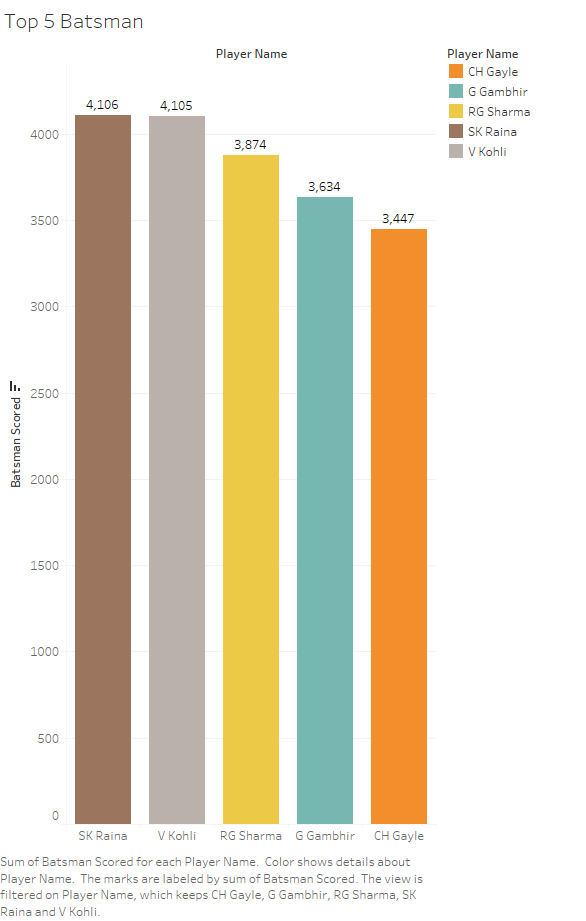 Top 5 Batsman
Player Name
Player Name
CH Gayle
G Gambhir
RG Sharma
SK Raina
V Kohli
4,106
4,105
3,874
3,634
3,447
4000
3500
3000
2500
2000
1500
1000
500
0
Batsman Scored
SK Raina
V Kohli
RG Sharma
G Gambhir
CH Gayle
Sum of Batsman Scored for each Player Name.  Color shows details about
Player Name.  The marks are labeled by sum of Batsman Scored. The view is
filtered on Player Name, which keeps CH Gayle, G Gambhir, RG Sharma, SK
Raina and V Kohli.